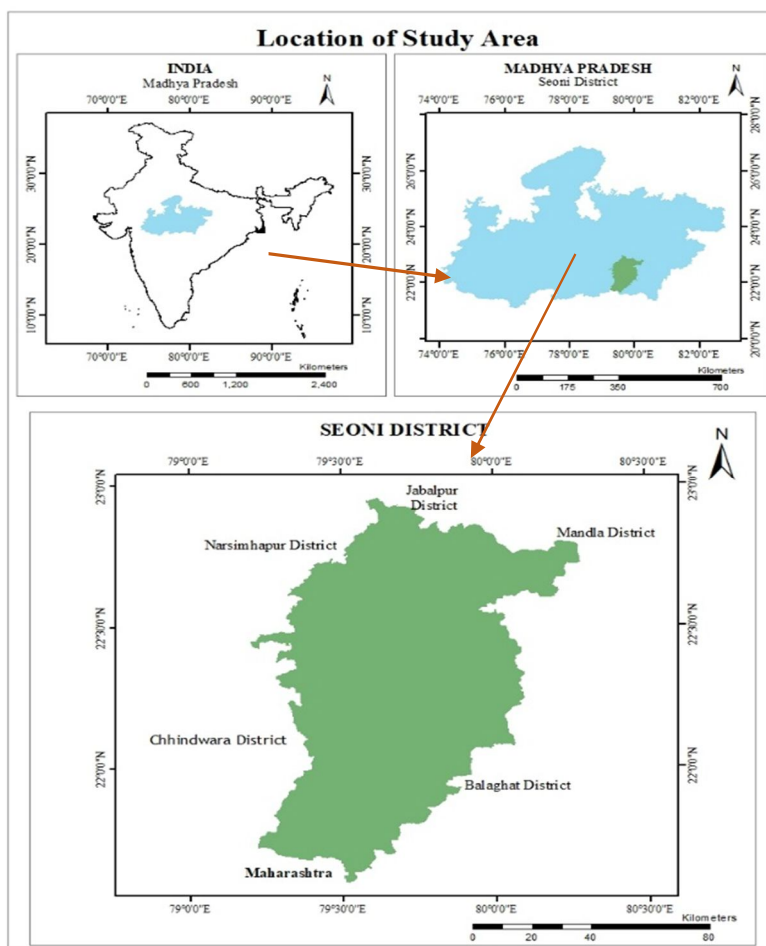 Location of Study Area
INDIA
Madhya Pradesh
N
70°0'0"E 80°0'0"E 90°0'0"E
30°0'0"N 30°0'0"N
20°0'0"N 20°0'0"N
10°0'0"N 10°0'0"N
70°0'0"E 80°0'0"E 90°0'0"E
Kilometers
0 600 1,200 2,400
MADHYA PRADESH
Seoni District
N
74°0'0"E 76°0'0"E 78°0'0"E 80°0'0"E 82°0'0"E
28°0'0"N
26°0'0"N 26°0'0"N
24°0'0"N 24°0'0"N
22°0'0"N 22°0'0"N
20°0'0"N
74°0'0"E 76°0'0"E 78°0'0"E 80°0'0"E 82°0'0"E
Kilometers
0 175 350 700
SEONI DISTRICT
N
79°0'0"E 79°30'0"E 80°0'0"E 80°30'0"E
23°0'0"N 23°0'0"N
Jabalpur
District
Narsimhapur District
Mandla District
22°30'0"N 22°30'0"N
Chhindwara District
22°0'0"N 22°0'0"N
Balaghat District
Maharashtra
79°0'0"E 79°30'0"E 80°0'0"E 80°30'0"E
Kilometers
0 10 20 40 60 80